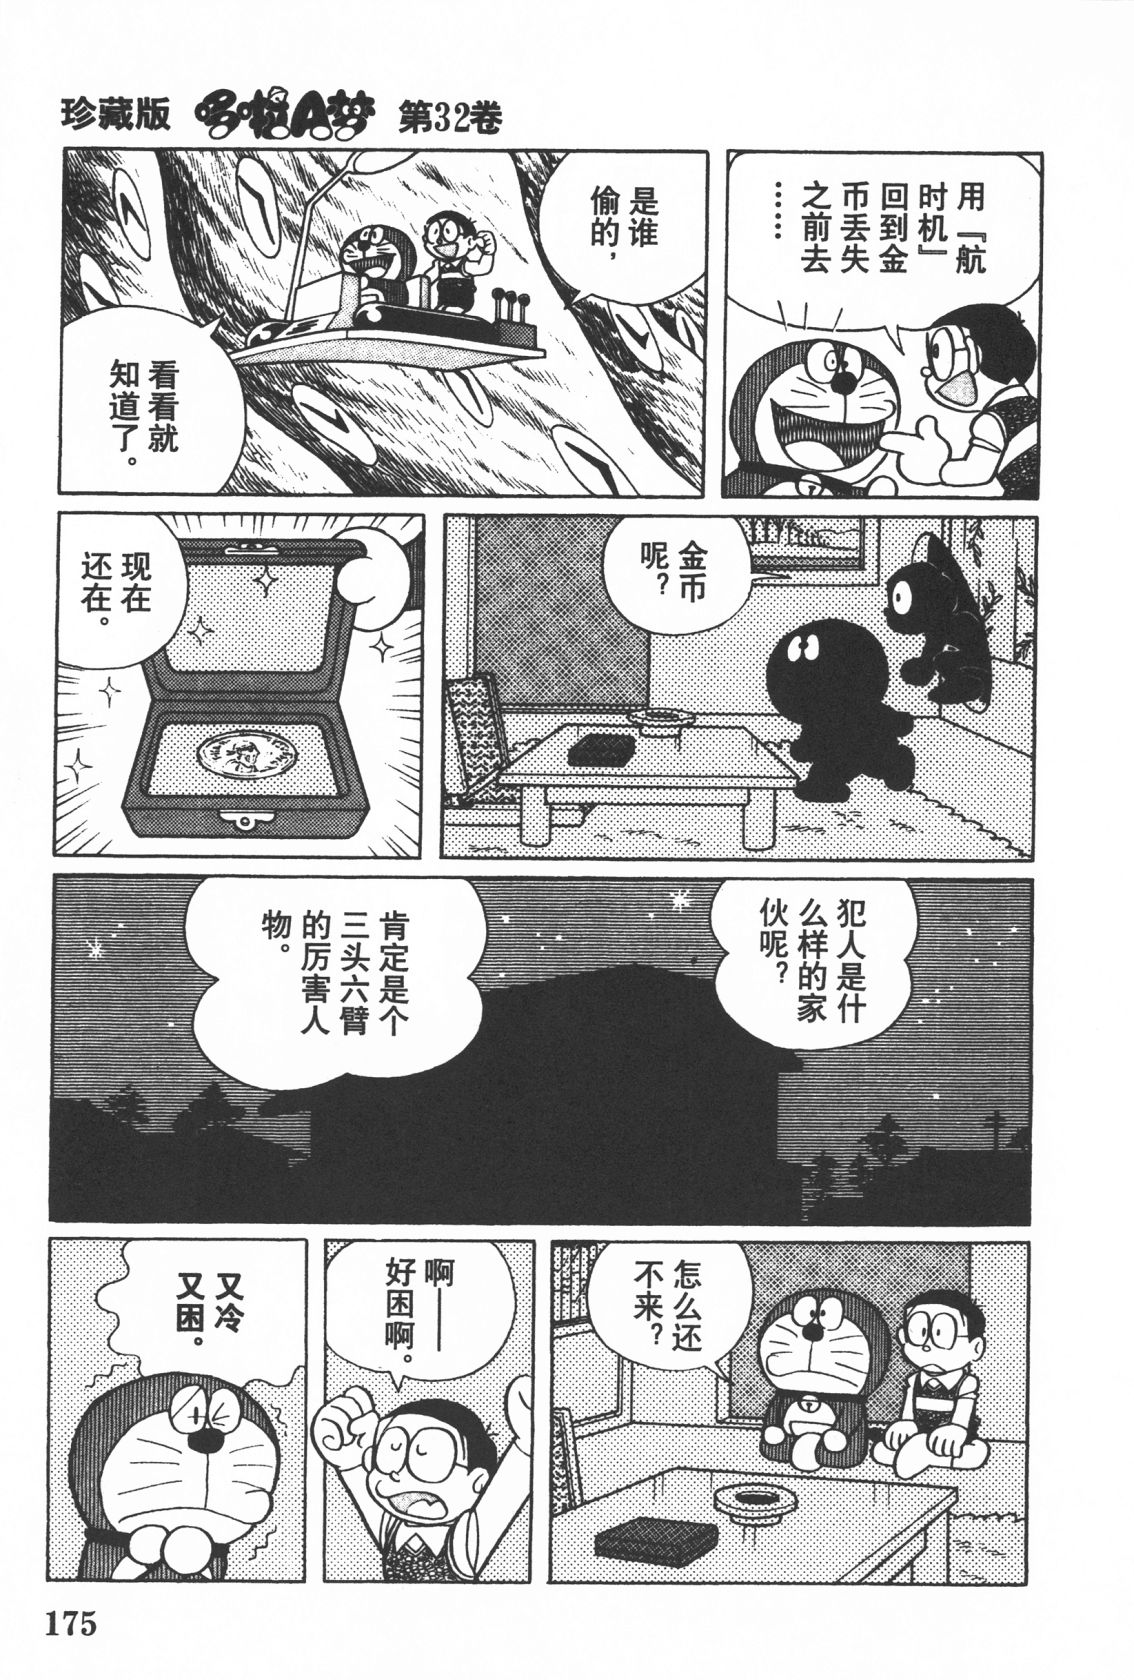 珍藏版 哆啦A梦 第32卷
用『航
时机』
回到金
币丢失
之前去
……
是谁
偷的，
看看就
知道了。
金币
呢？
现在
还在。
犯人是什
么样的家
伙呢？
肯定是个
三头六臂
的厉害人
物。
怎么还
不来？
啊——
好困啊。
又冷
又困。
175